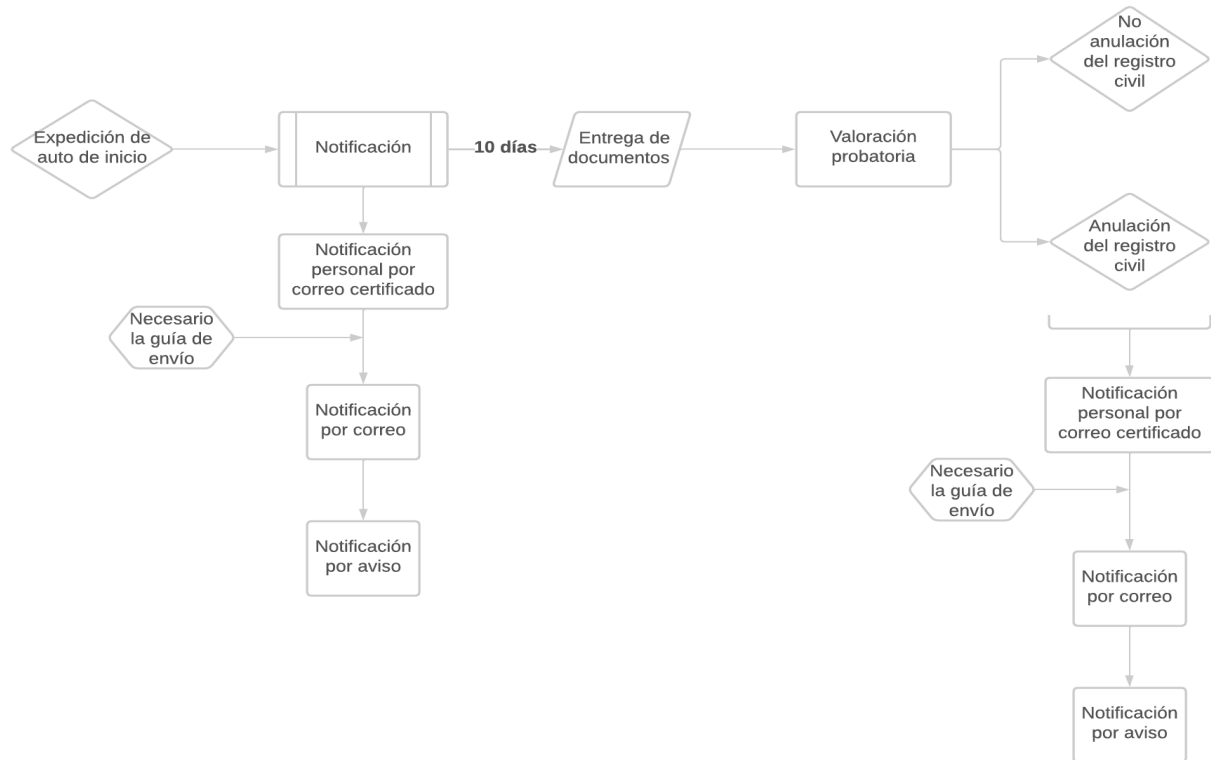 No
anulación
del registro
civil
Expedición de
auto de inicio
Notificación
10 días
Entrega de
documentos
Valoración
probatoria
Anulación
del registro
civil
Notificación
personal por
correo certificado
Necesario
la guía de
envío
Notificación
por correo
Notificación
por aviso
Notificación
personal por
correo certificado
Necesario
la guía de
envío
Notificación
por correo
Notificación
por aviso